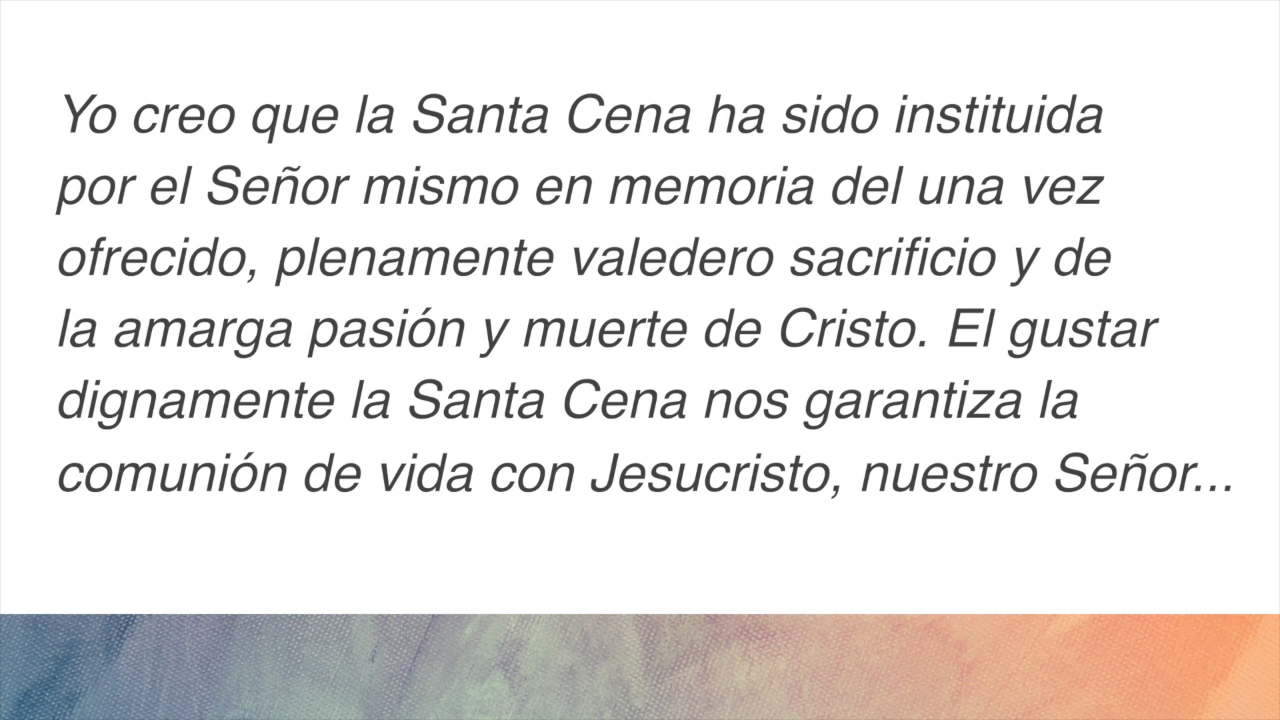 Yo creo que la Santa Cena ha sido instituida
por el Señor mismo en memoria del una vez
ofrecido, plenamente valedero sacrificio y de
la amarga pasión y muerte de Cristo. El gustar
dignamente la Santa Cena nos garantiza la
comunión de vida con Jesucristo, nuestro Señor...